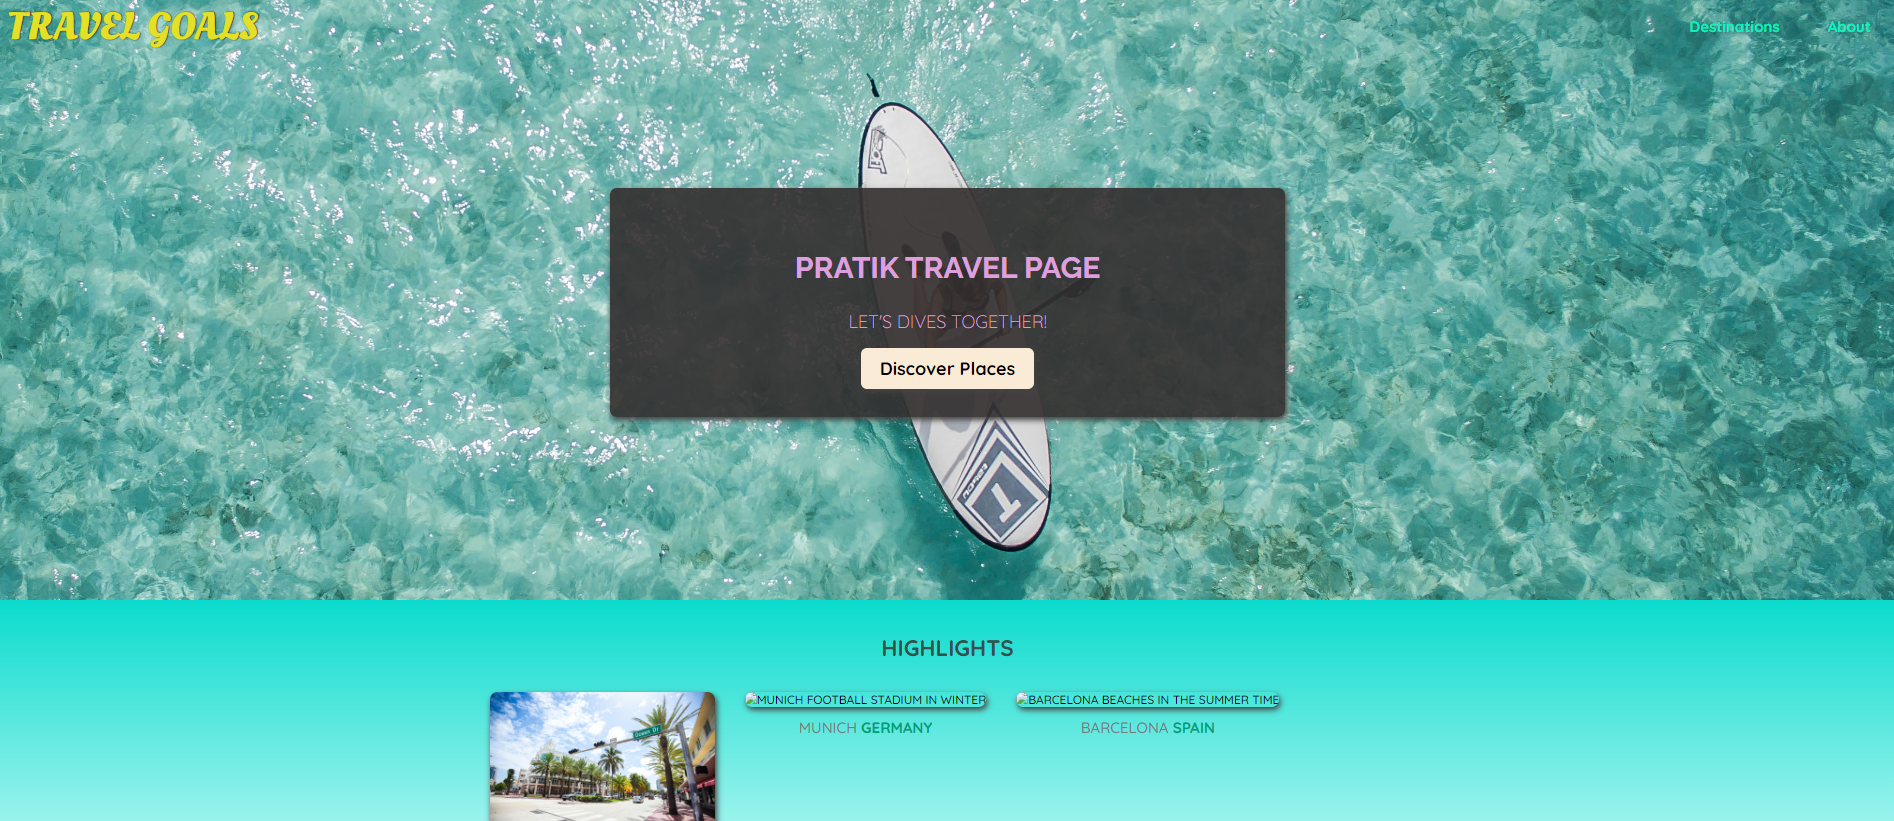 TRAVEL GOALS
Destinations
About
PRATIK TRAVEL PAGE
LET'S DIVES TOGETHER!
Discover Places
HIGHLIGHTS
MUNICH FOOTBALL STADIUM IN WINTER
BARCELONA BEACHES IN THE SUMMER TIME
MUNICH GERMANY
BARCELONA SPAIN
Ocean Dr